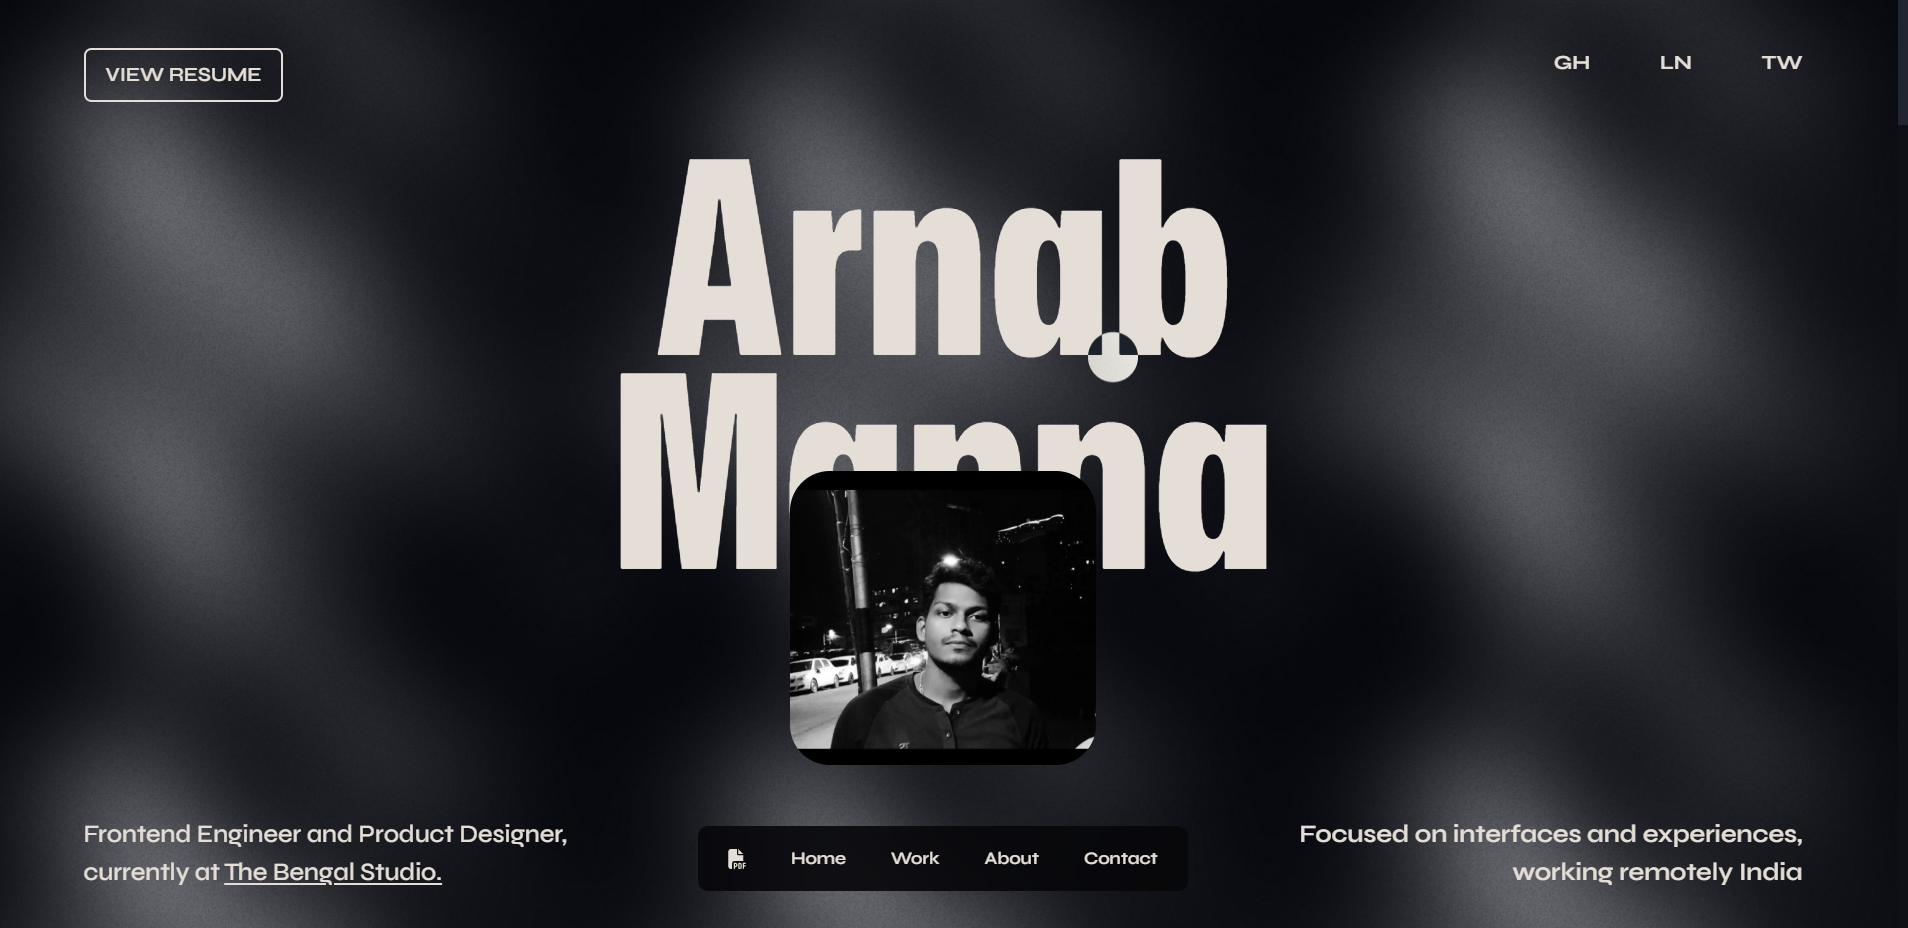 VIEW RESUME
GH LN TW
Arnab
Manna
Frontend Engineer and Product Designer,
currently at The Bengal Studio.
PDF Home Work About Contact
Focused on interfaces and experiences,
working remotely India